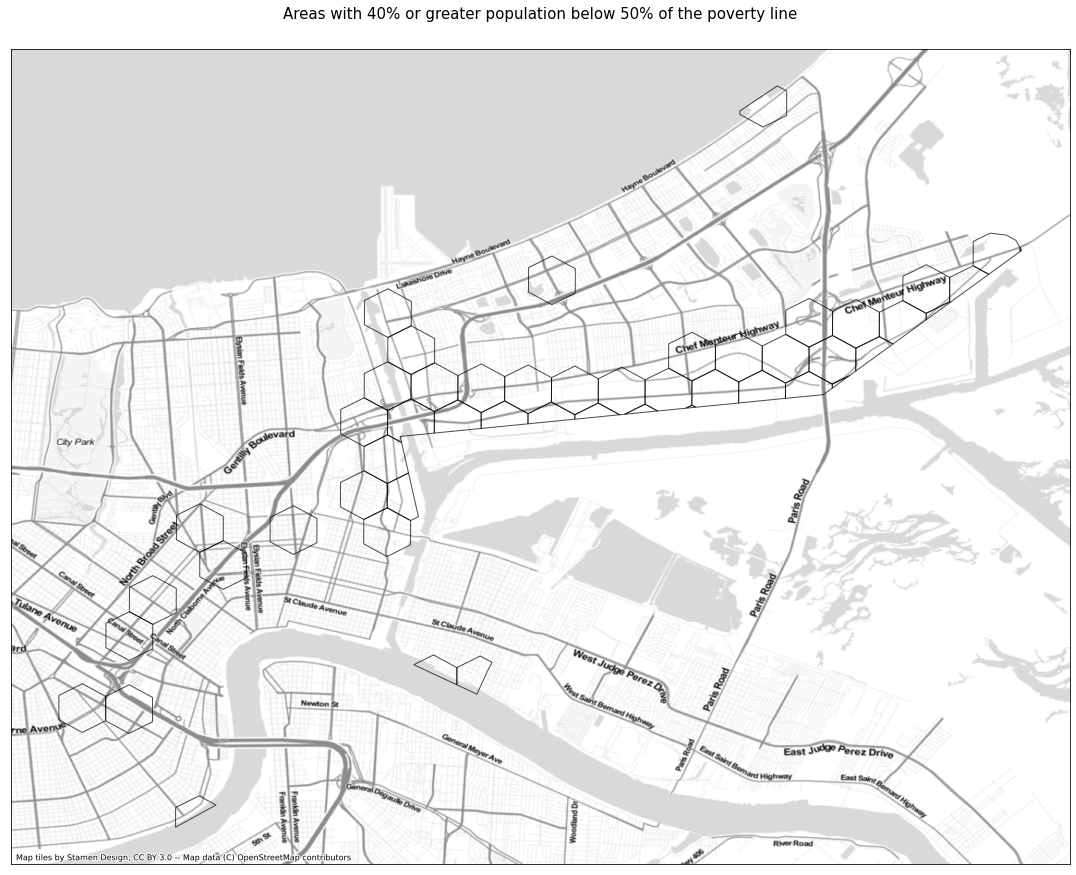 Areas with 40% or greater population below 50% of the poverty line
Hayne Boulevard
Hayne Boulevard
Lakeshore Drive
Chef Menteur Highway
Chef Menteur Highway
Elysian Fields Avenue
City Park
Gentilly Boulevard
Gentilly Blvd
North Broad Street
Paris Road
Canal Street
Elysian Fields Avenue
Elysian Fields Avenue
North Claiborne Avenue
Tulane Avenue
St Claude Avenue
St Claude Avenue
Paris Road
Canal Street
Canal Street
West Judge Perez Drive
Paris Road
West Saint Bernard Highway
Newton St
General Meyer Ave
Paris Road
East Judge Perez Drive
East Saint Bernard Highway
East Saint Bernard Highway
General Degaulle Drive
Franklin Avenue
Franklin Avenue
Woodland Dr
5th St
River Road
Map tiles by Stamen Design, CC BY 3.0 -- Map data (C) OpenStreetMap contributors